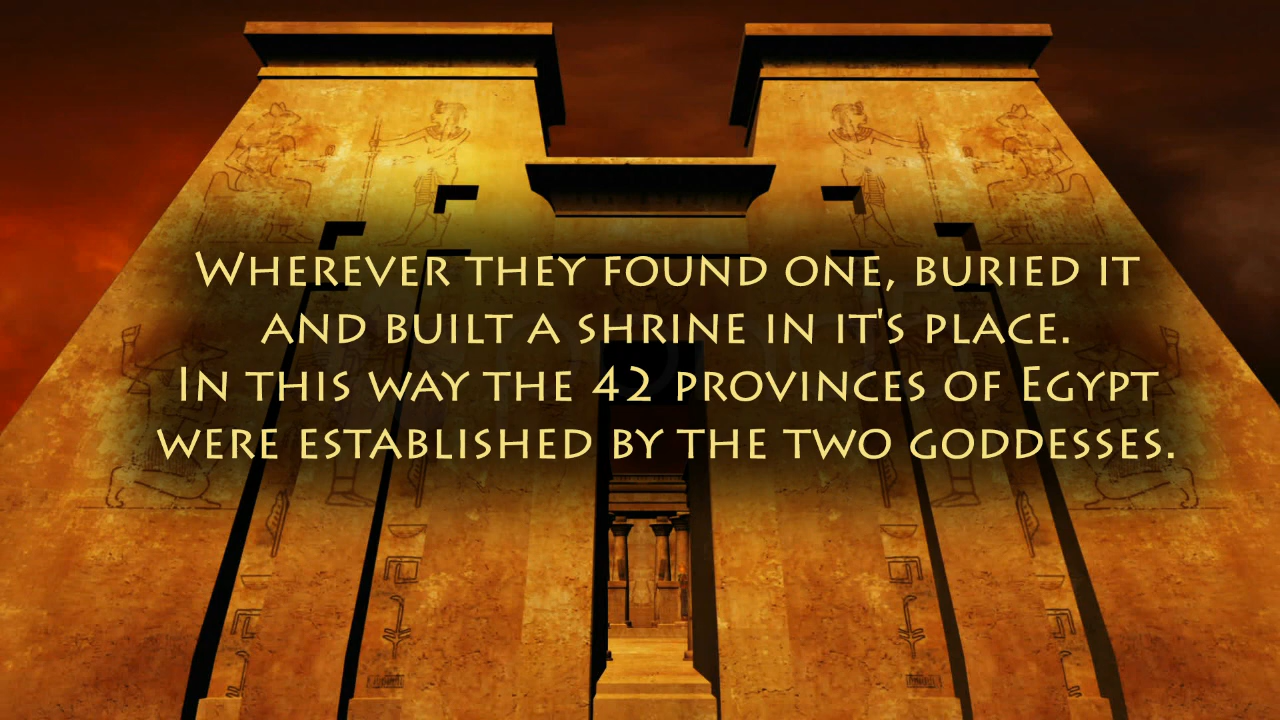 Wherever they found one, buried it
and built a shrine in it's place.
In this way the 42 provinces of Egypt
were established by the two goddesses.